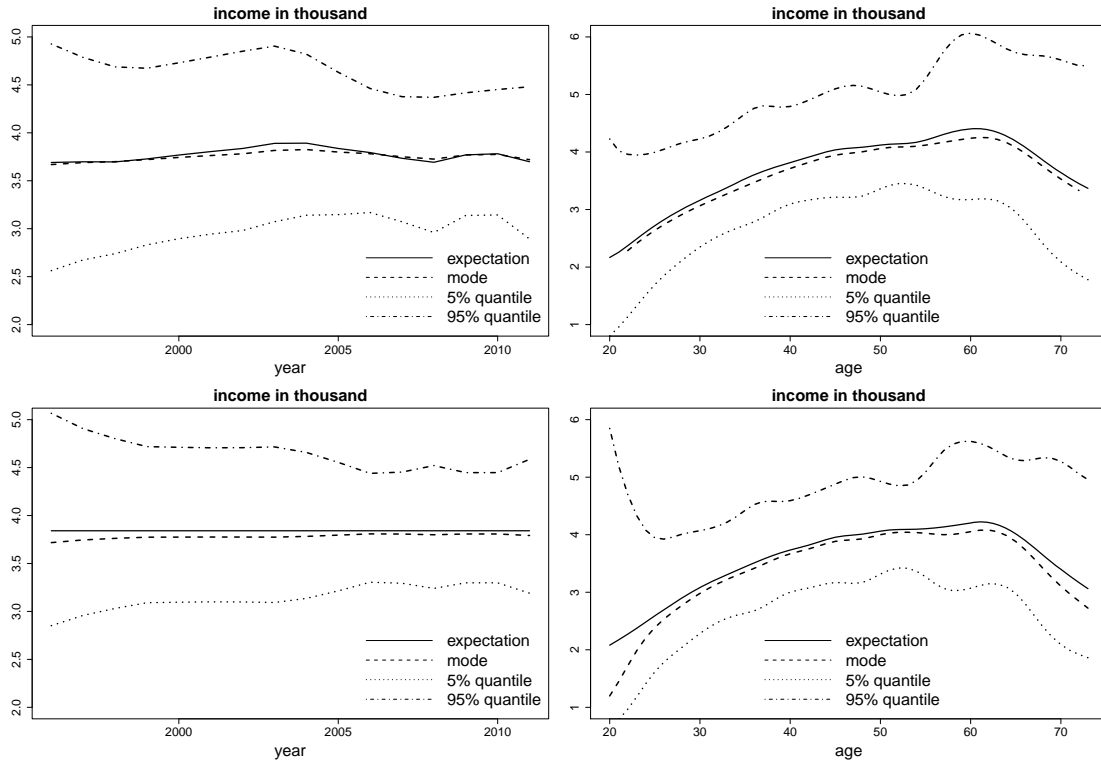 income in thousand
5.0
4.5
4.0
3.5
3.0
2.5
2.0
expectation
mode
5% quantile
95% quantile
2000 2005 2010
year
income in thousand
6
5
4
3
2
1
expectation
mode
5% quantile
95% quantile
20 30 40 50 60 70
age
income in thousand
5.0
4.5
4.0
3.5
3.0
2.5
2.0
expectation
mode
5% quantile
95% quantile
2000 2005 2010
year
income in thousand
6
5
4
3
2
1
expectation
mode
5% quantile
95% quantile
20 30 40 50 60 70
age